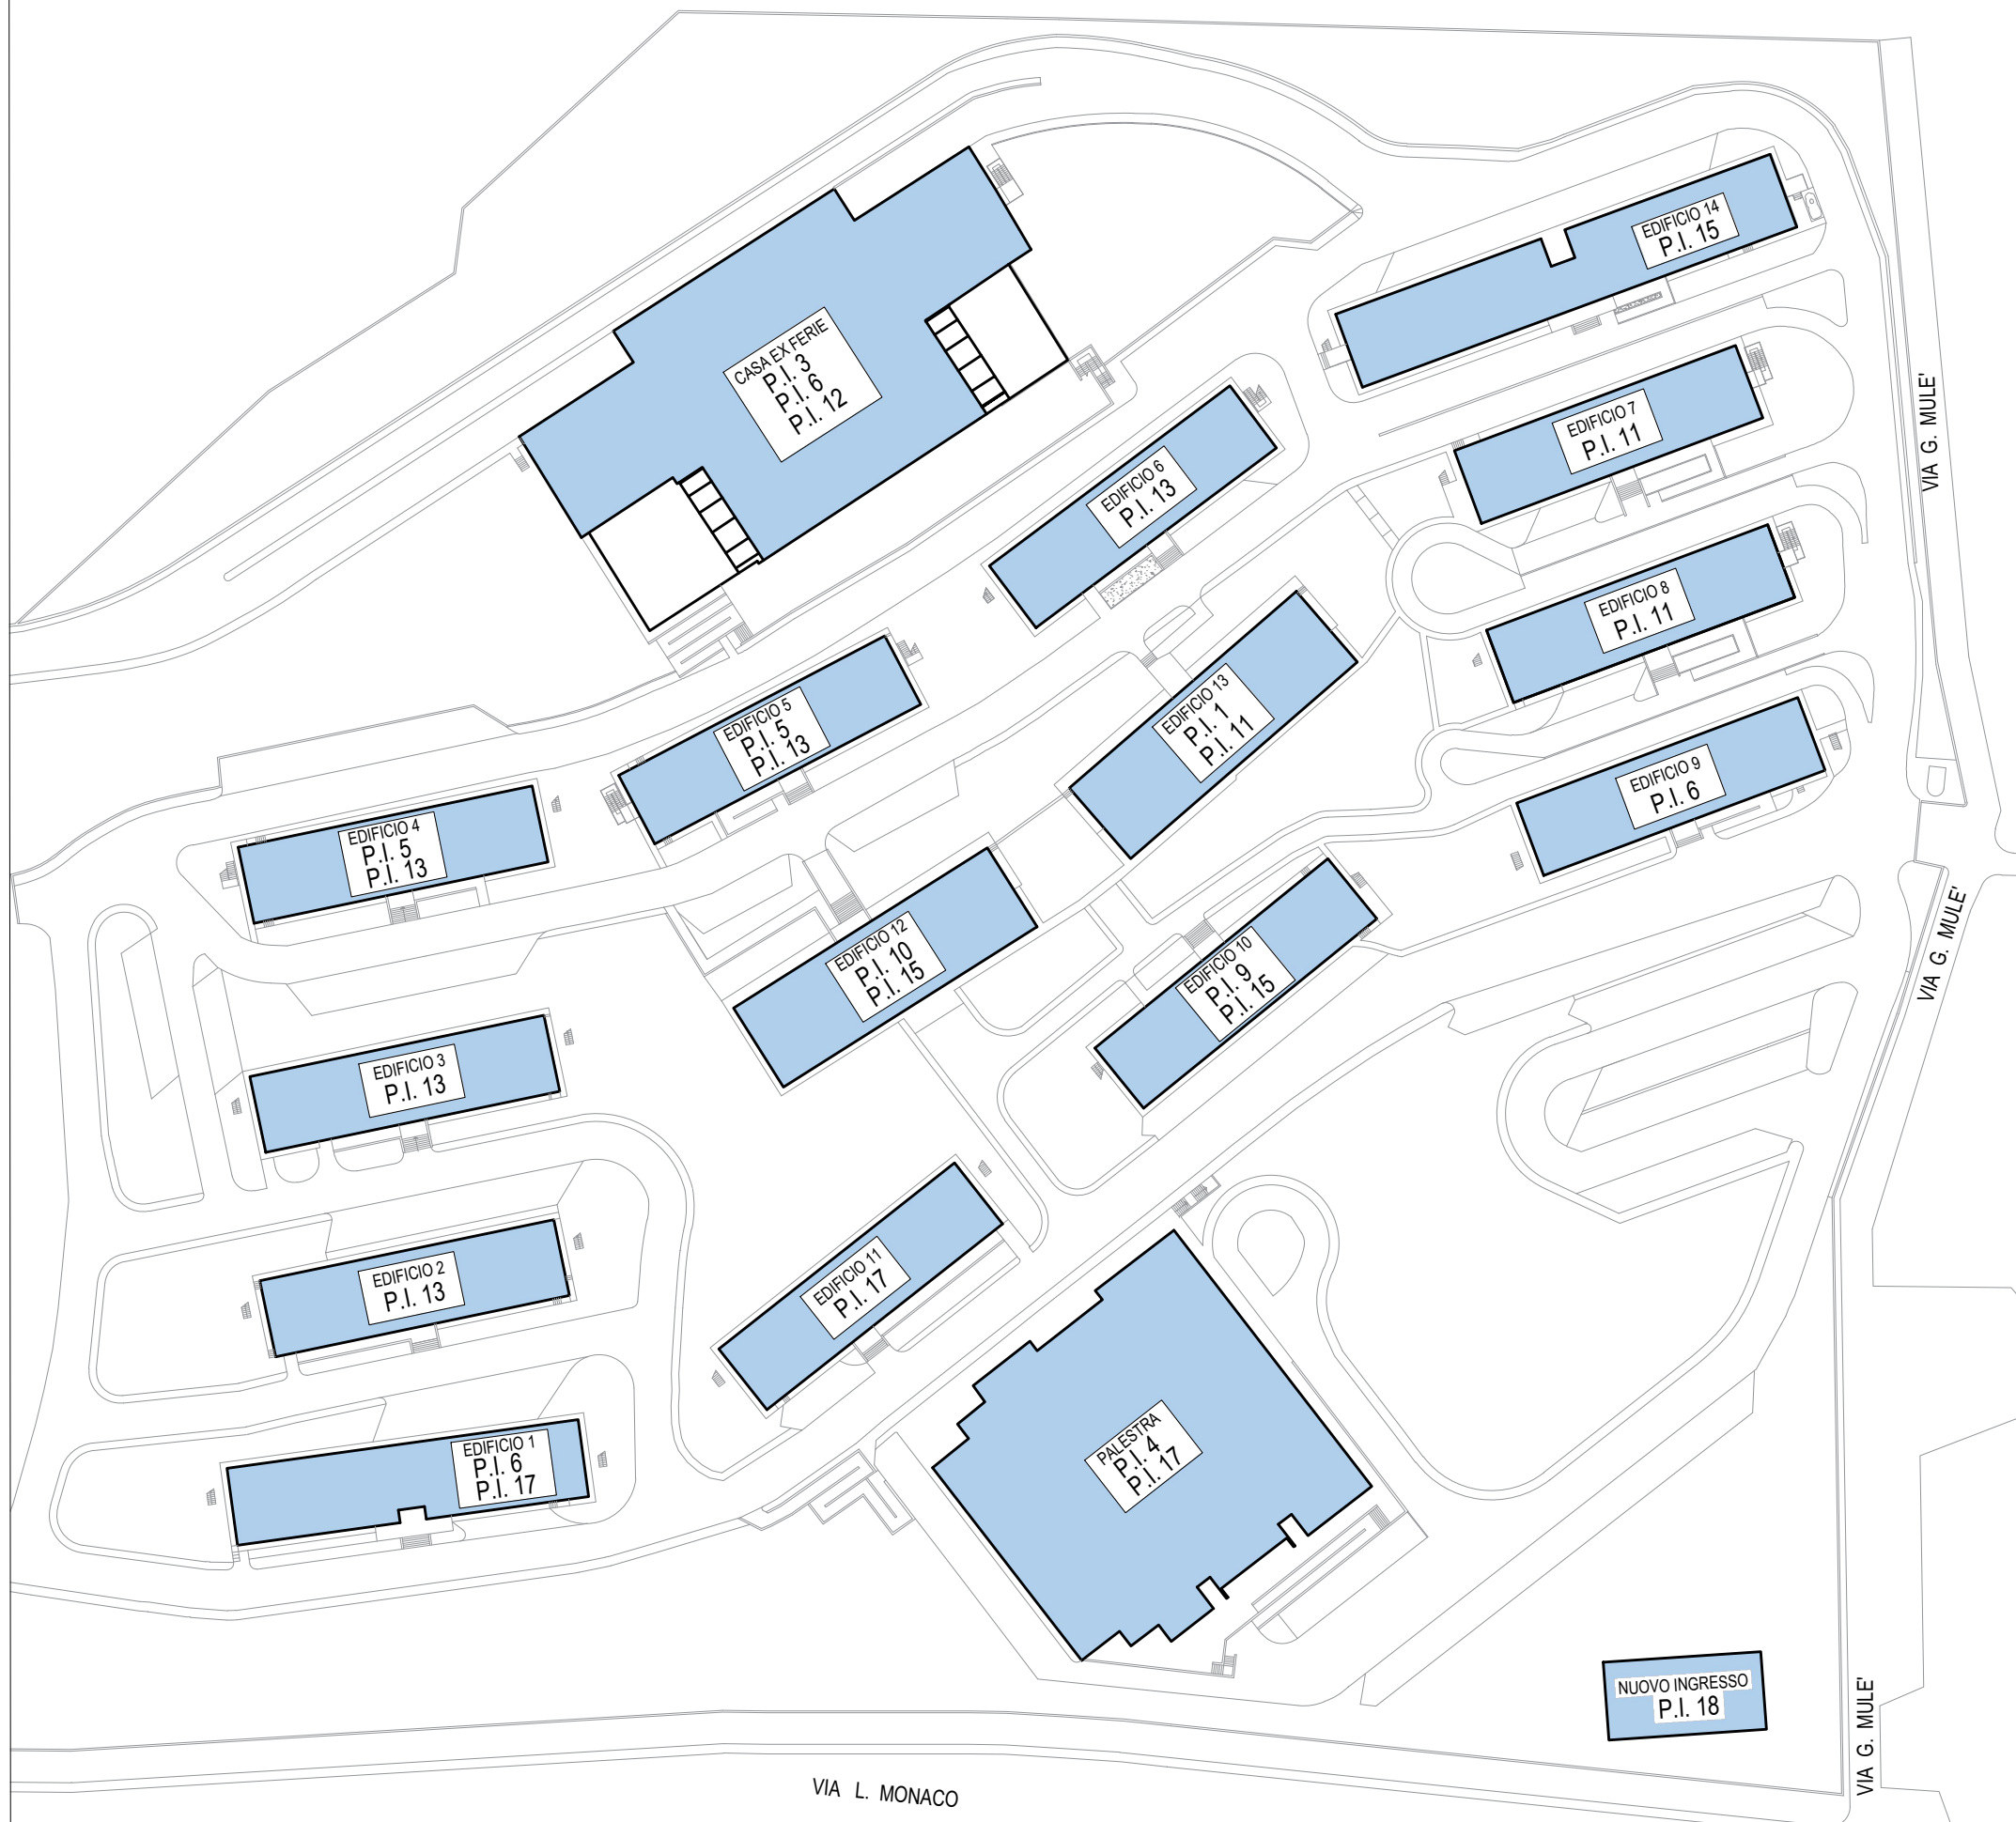 EDIFICIO 14
P.I. 15
CASA EX FERIE
P.I. 3
P.I. 6
P.I. 12
VIA G. MULE'
EDIFICIO 7
P.I. 11
EDIFICIO 6
P.I. 13
EDIFICIO 8
P.I. 11
EDIFICIO 13
P.I. 1
P.I. 11
EDIFICIO 5
P.I. 5
P.I. 13
EDIFICIO 9
P.I. 6
EDIFICIO 4
P.I. 5
P.I. 13
EDIFICIO 12
P.I. 10
P.I. 15
EDIFICIO 10
P.I. 9
P.I. 15
VIA G. MULE'
EDIFICIO 3
P.I. 13
EDIFICIO 2
P.I. 13
EDIFICIO 11
P.I. 17
PALESTRA
P.I. 4
P.I. 17
EDIFICIO 1
P.I. 6
P.I. 17
NUOVO INGRESSO
P.I. 18
VIA G. MULE'
VIA L. MONACO